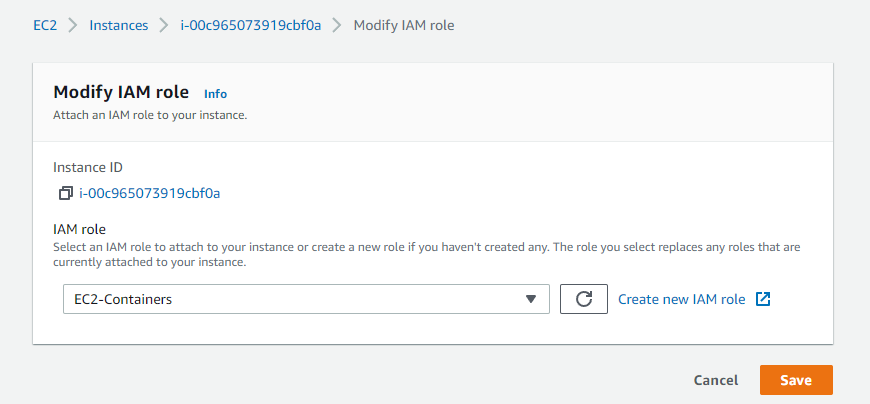 EC2 > Instances > i-00c965073919cbf0a > Modify IAM role
Modify IAM role Info
Attach an IAM role to your instance.
Instance ID
i-00c965073919cbf0a
IAM role
Select an IAM role to attach to your instance or create a new role if you haven't created any. The role you select replaces any roles that are
currently attached to your instance.
EC2-Containers Create new IAM role
Cancel Save